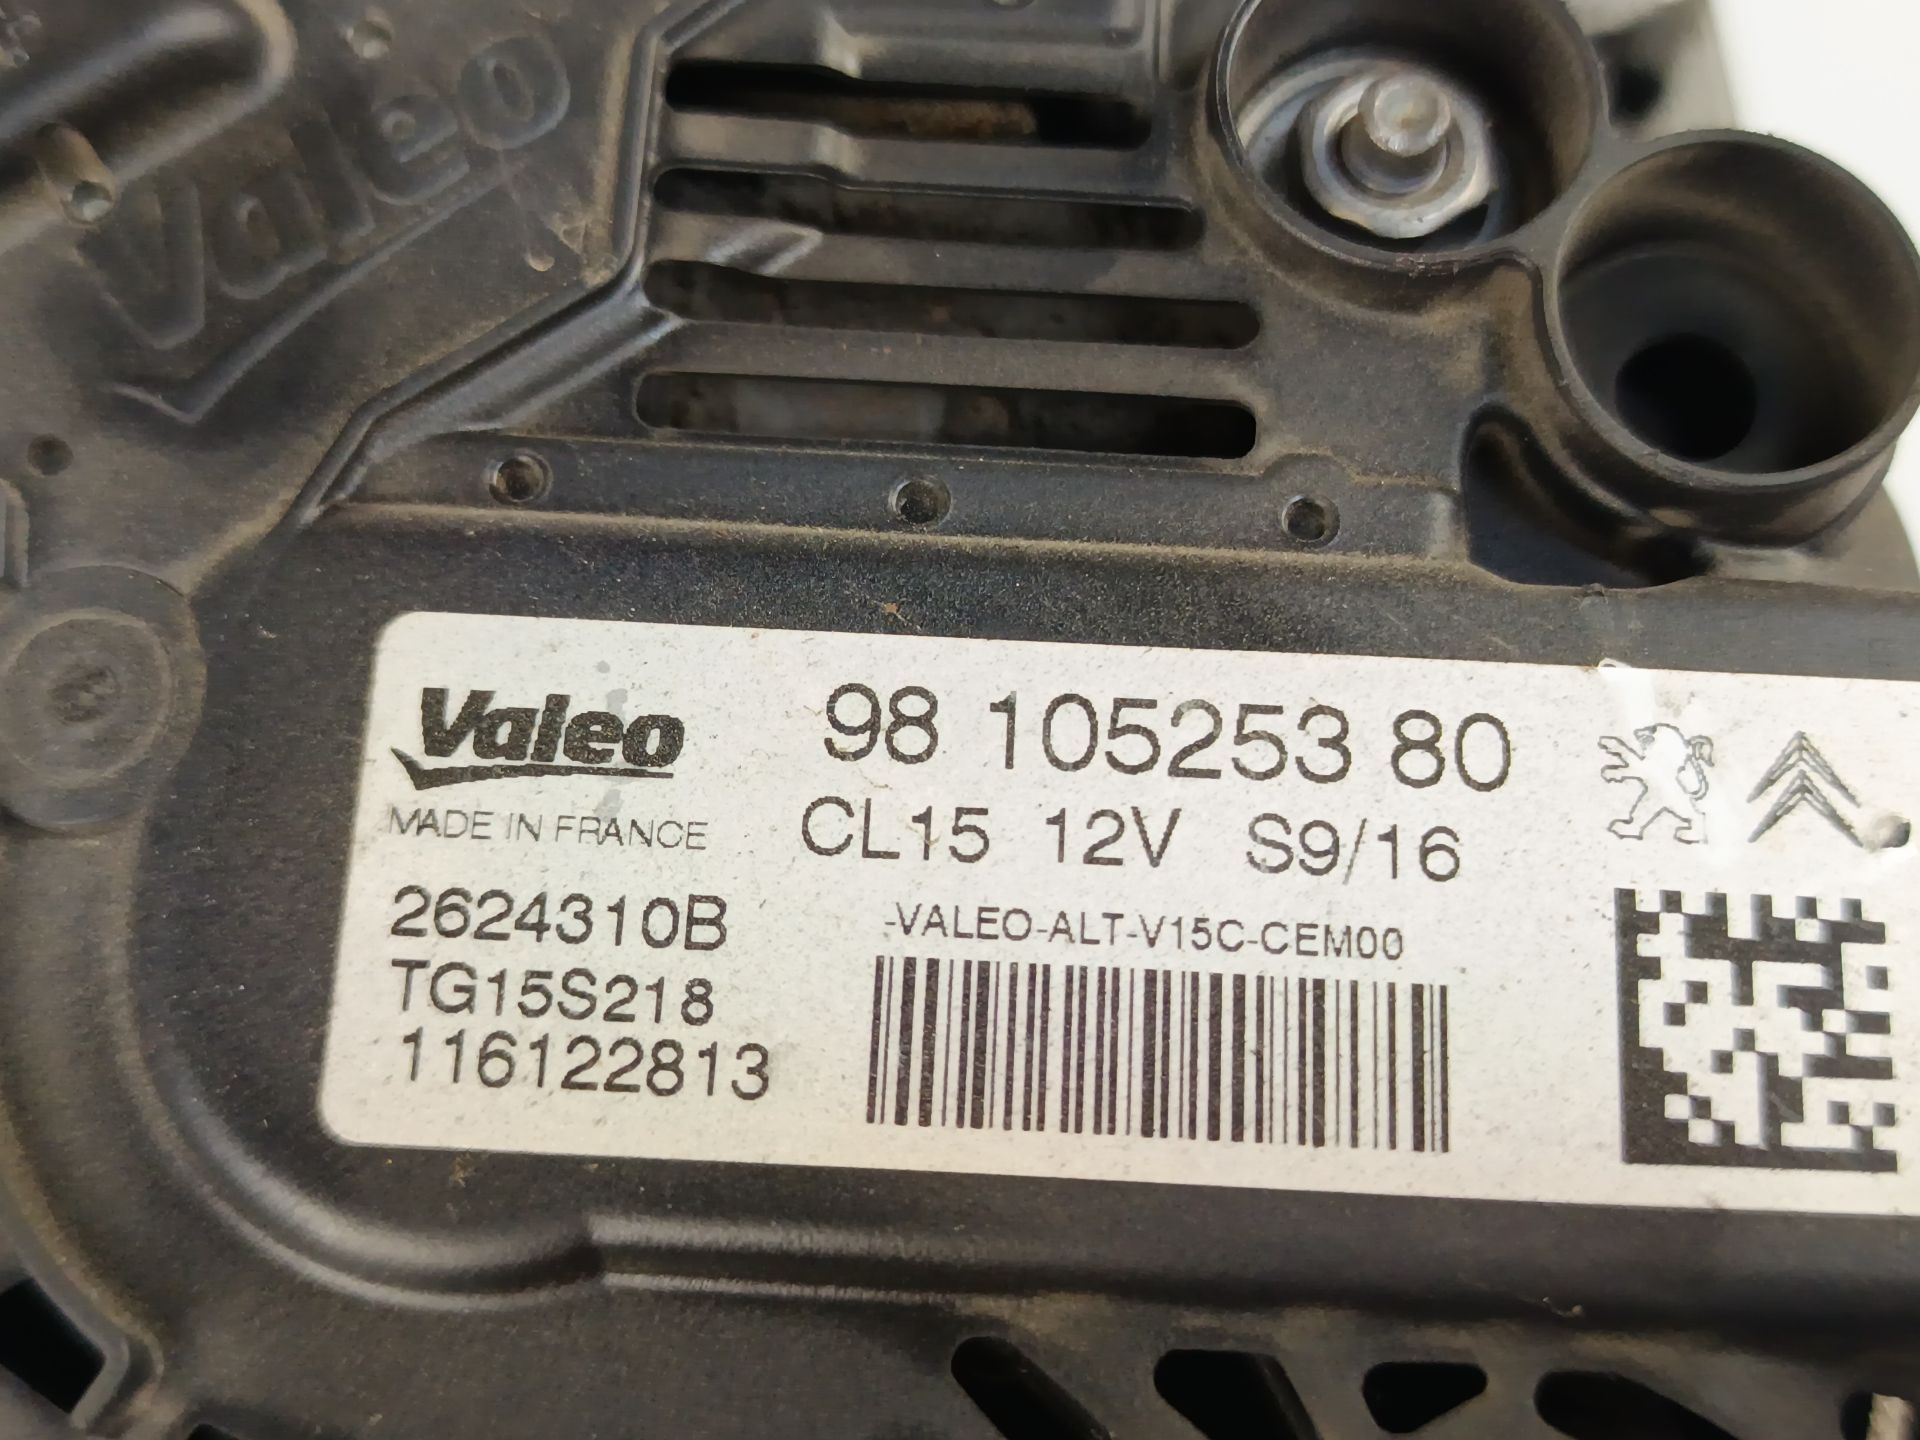 Valeo
Valeo
98 105253 80
MADE IN FRANCE
CL15 12V S9/16
2624310B
-VALEO-ALT-V15C-CEM00
TG15S218
116122813